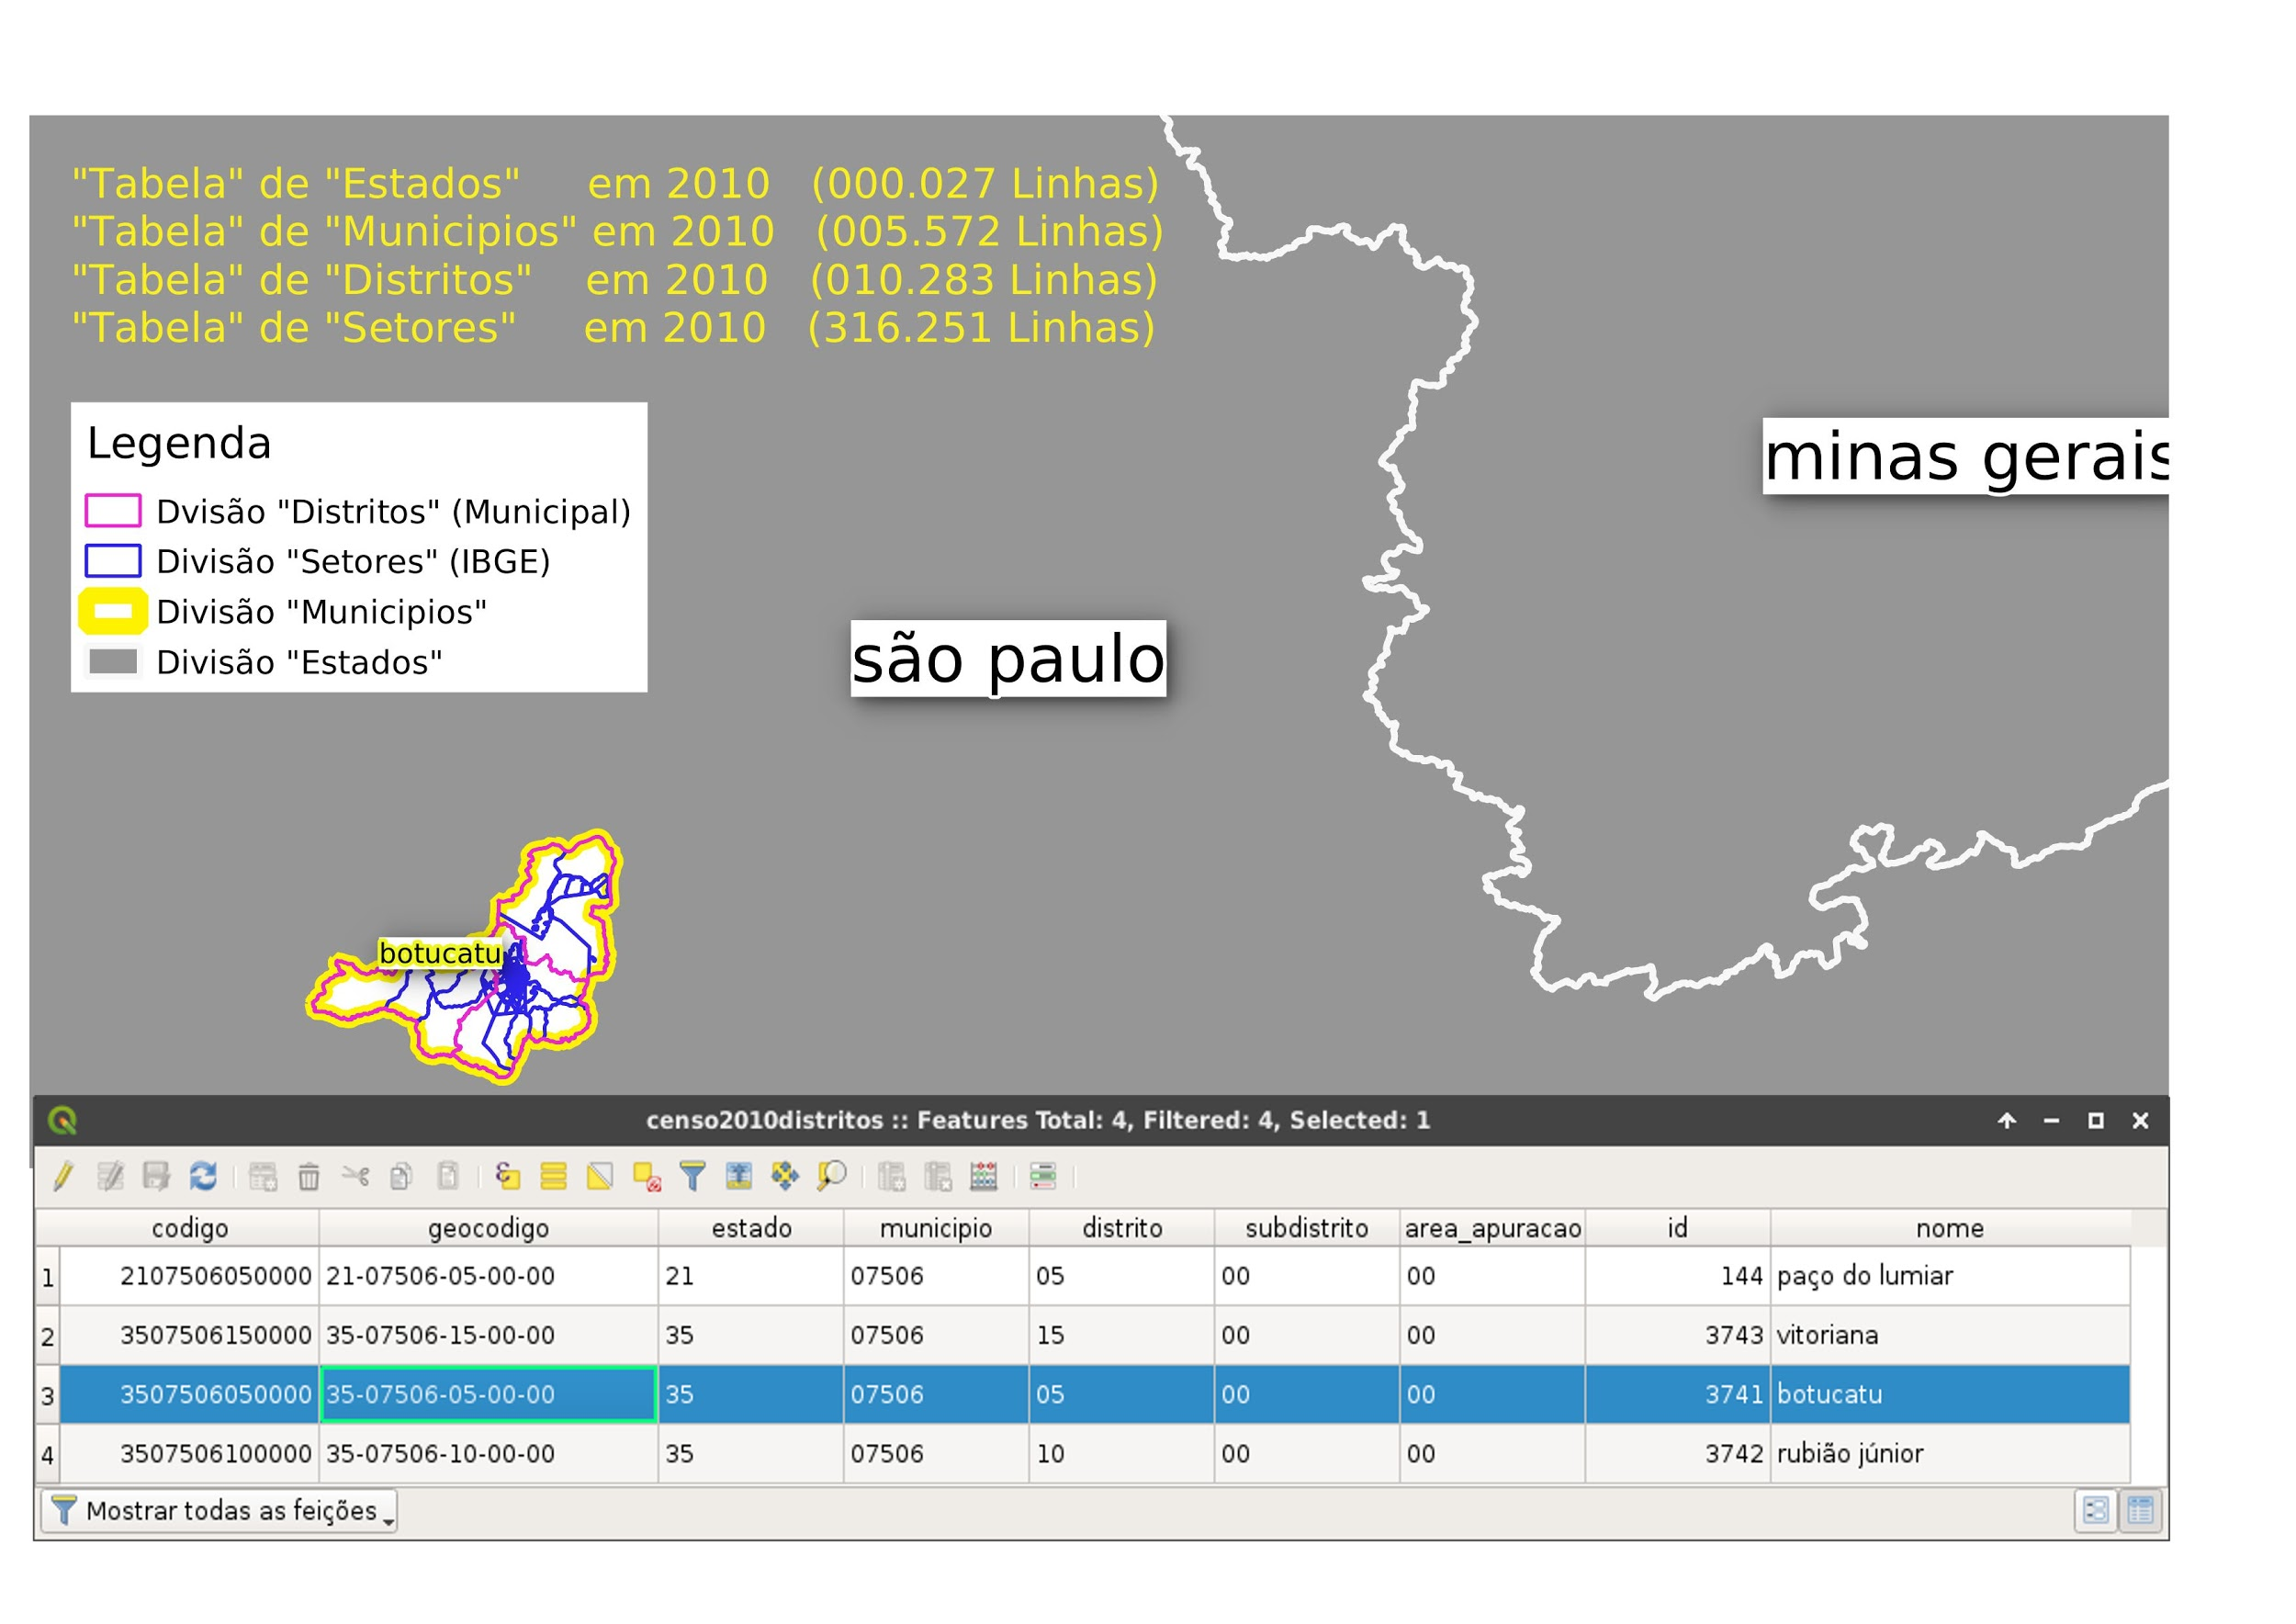 "Tabela" de "Estados" em 2010 (000.027 Linhas)
"Tabela" de "Municipios" em 2010 (005.572 Linhas)
"Tabela" de "Distritos" em 2010 (010.283 Linhas)
"Tabela" de "Setores" em 2010 (316.251 Linhas)
Legenda
Dvisão "Distritos" (Municipal)
Divisão "Setores" (IBGE)
Divisão "Municipios"
Divisão "Estados"
minas gerais
são paulo
botucatu
censo2010distritos :: Features Total: 4, Filtered: 4, Selected: 1
codigo geocodigo estado municipio distrito subdistrito area_apuracao id nome
1 2107506050000 21-07506-05-00-00 21 07506 05 00 00 144 paço do lumiar
2 3507506150000 35-07506-15-00-00 35 07506 15 00 00 3743 vitoriana
3 3507506050000 35-07506-05-00-00 35 07506 05 00 00 3741 botucatu
4 3507506100000 35-07506-10-00-00 35 07506 10 00 00 3742 rubião júnior
Mostrar todas as feições